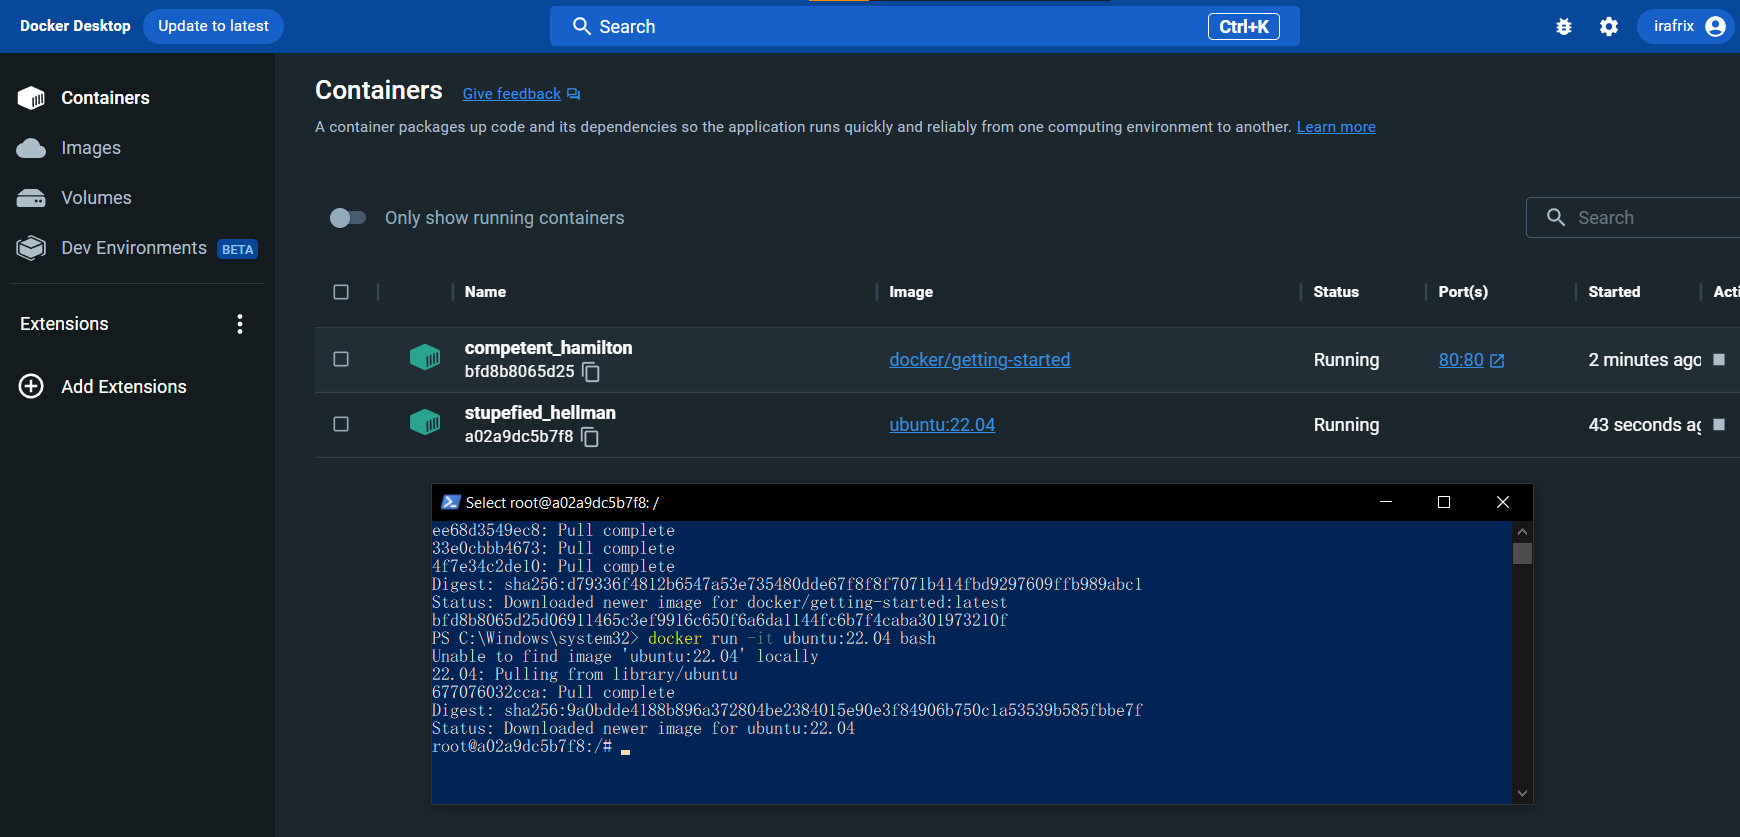 Docker Desktop
Update to latest
Search
Ctrl+K
irafrix
Containers
Images
Volumes
Dev Environments BETA
Extensions
Add Extensions
Containers Give feedback
A container packages up code and its dependencies so the application runs quickly and reliably from one computing environment to another. Learn more
Only show running containers
Search
Name Image Status Port(s) Started Acti
competent_hamilton
bfd8b8065d25
docker/getting-started Running 80:80 2 minutes ago
stupefied_hellman
a02a9dc5b7f8
ubuntu:22.04 Running 43 seconds ag
Select root@a02a9dc5b7f8: /
ee68d3549ec8: Pull complete
33e0cbbb4673: Pull complete
4f7e34c2de10: Pull complete
Digest: sha256:d79336f4812b6547a53e735480dde67f8f8f7071b414fbd9297609ffb989abc1
Status: Downloaded newer image for docker/getting-started:latest
bfd8b8065d25d06911465c3ef9916c650f6a6da1144fc6b7f4caba301973210f
PS C:\Windows\system32> docker run -it ubuntu:22.04 bash
Unable to find image 'ubuntu:22.04' locally
22.04: Pulling from library/ubuntu
677076032cca: Pull complete
Digest: sha256:9a0bdde4188b896a372804be2384015e90e3f84906b750c1a53539b585fbbe7f
Status: Downloaded newer image for ubuntu:22.04
root@a02a9dc5b7f8:/#